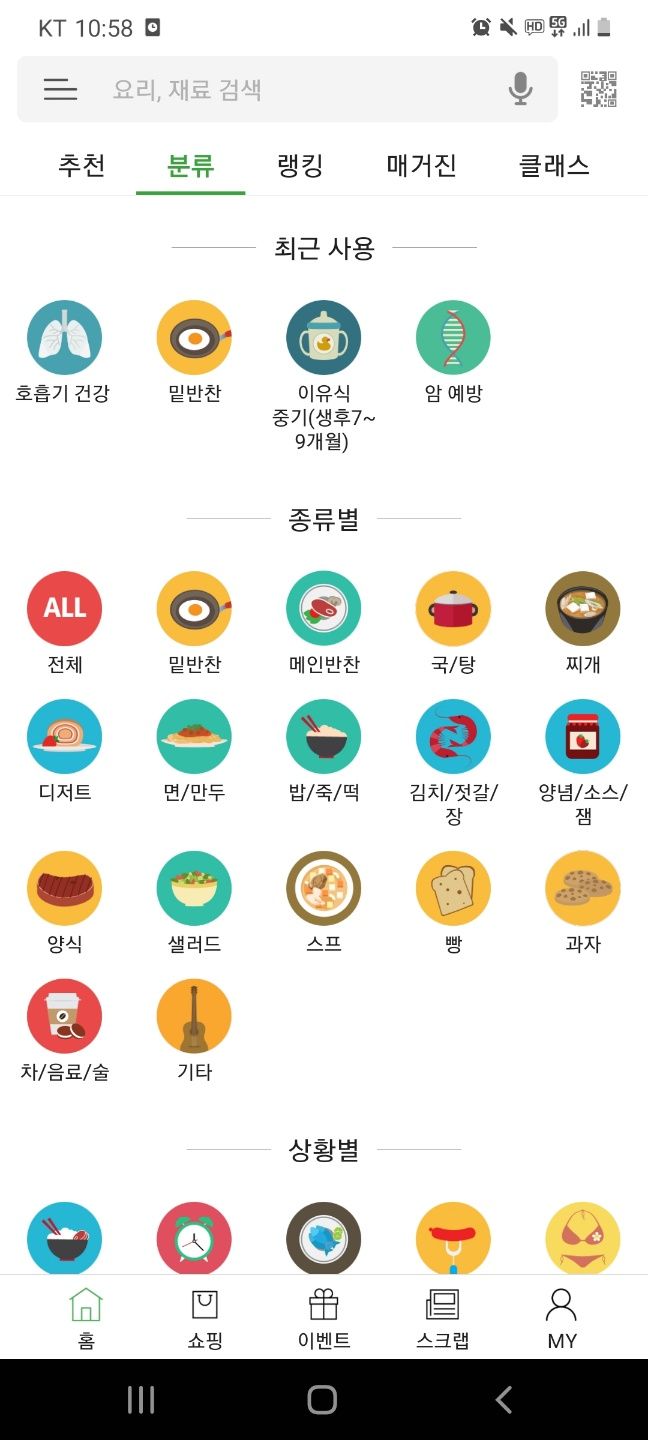 KT 10:58
HD 5G
요리, 재료 검색
추천 분류 랭킹 매거진 클래스
최근 사용
호흡기 건강 밑반찬 이유식 암 예방
중기(생후7~
9개월)
종류별
ALL
전체 밑반찬 메인반찬 국/탕 찌개
디저트 면/만두 밥/죽/떡 김치/젓갈/ 양념/소스/
장 잼
양식 샐러드 스프 빵 과자
차/음료/술 기타
상황별
홈 쇼핑 이벤트 스크랩 MY